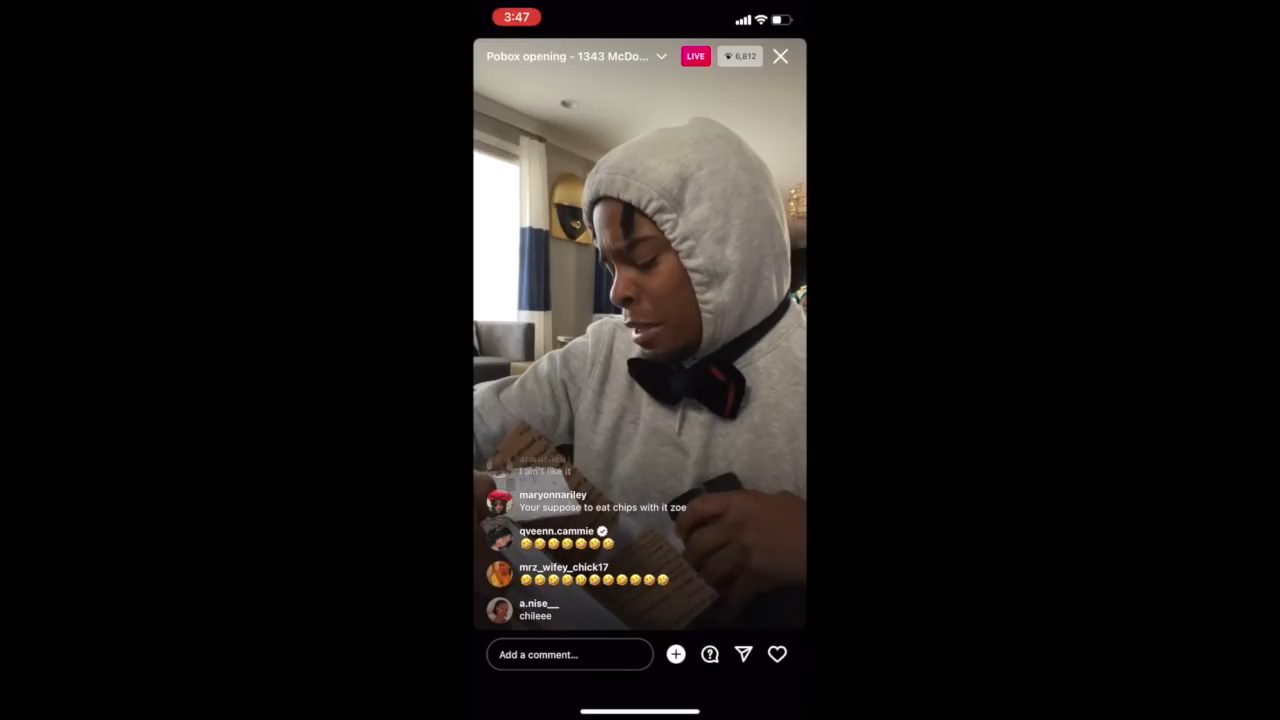 3:47
Pobox opening - 1343 McDo...
LIVE
6,812
I ain't like it
maryonnariley
Your suppose to eat chips with it zoe
qveenn.cammie
🤣🤣🤣🤣🤣🤣🤣
mrz_wifey_chick17
🤣🤣🤣🤣🤣🤣🤣🤣🤣🤣🤣
a.nise__
chileee
Add a comment...